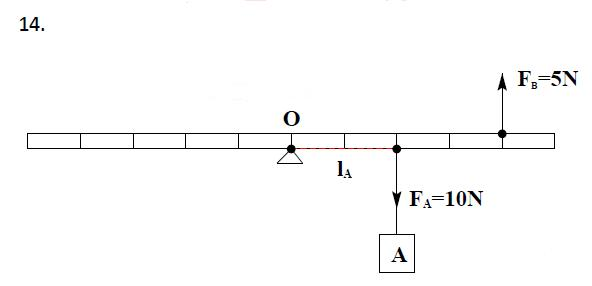 14.
F_B=5N
O
l_A
F_A=10N
A